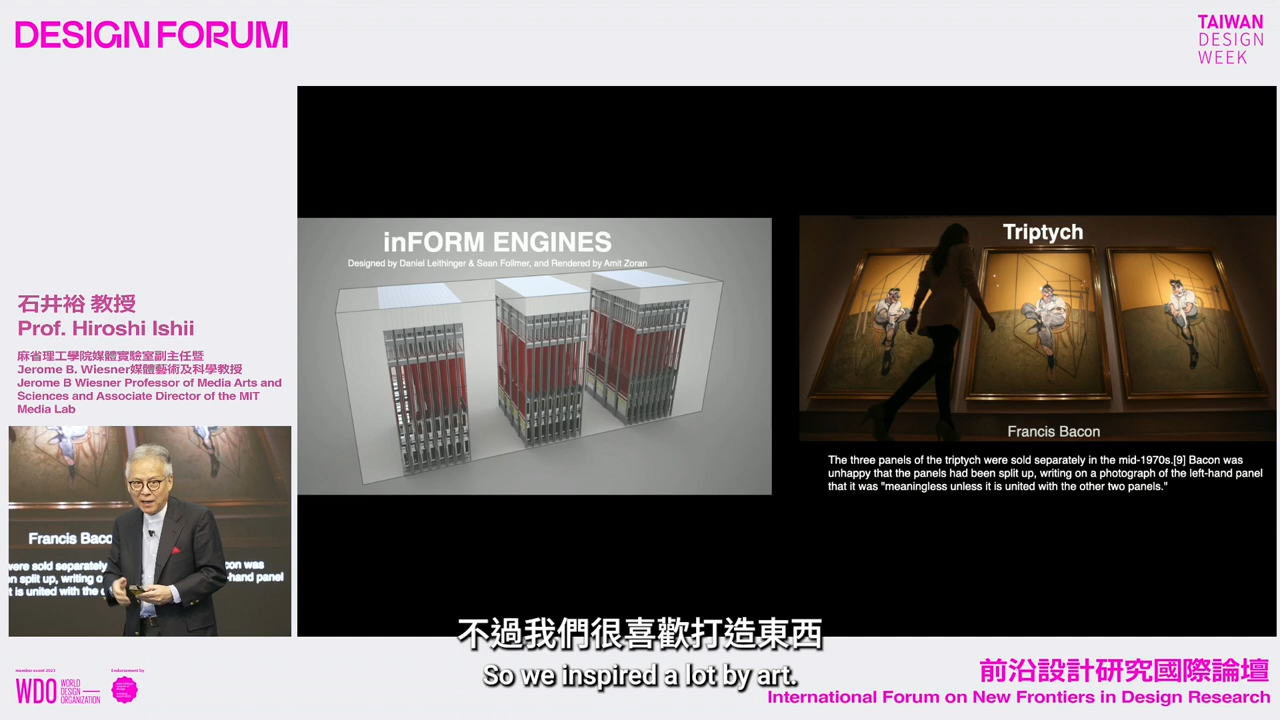 DESIGN FORUM
TAIWAN
DESIGN
WEEK
inFORM ENGINES
Designed by Daniel Leithinger & Sean Follmer, and Rendered by Amit Zoran
Triptych
Francis Bacon
The three panels of the triptych were sold separately in the mid-1970s.[9] Bacon was
unhappy that the panels had been split up, writing on a photograph of the left-hand panel
that it was "meaningless unless it is united with the other two panels."
石井裕 教授
Prof. Hiroshi Ishii
麻省理工學院媒體實驗室副主任暨
Jerome B. Wiesner媒體藝術及科學教授
Jerome B Wiesner Professor of Media Arts and
Sciences and Associate Director of the MIT
Media Lab
Francis Baco
were sold separately
con was
en split up, writing o
-hand panel
t is united with the
不過我們很喜歡打造東西
So we inspired a lot by art.
member event 2023
WDO WORLD
DESIGN
ORGANIZATION
Endorsement by
前沿設計研究國際論壇
International Forum on New Frontiers in Design Research